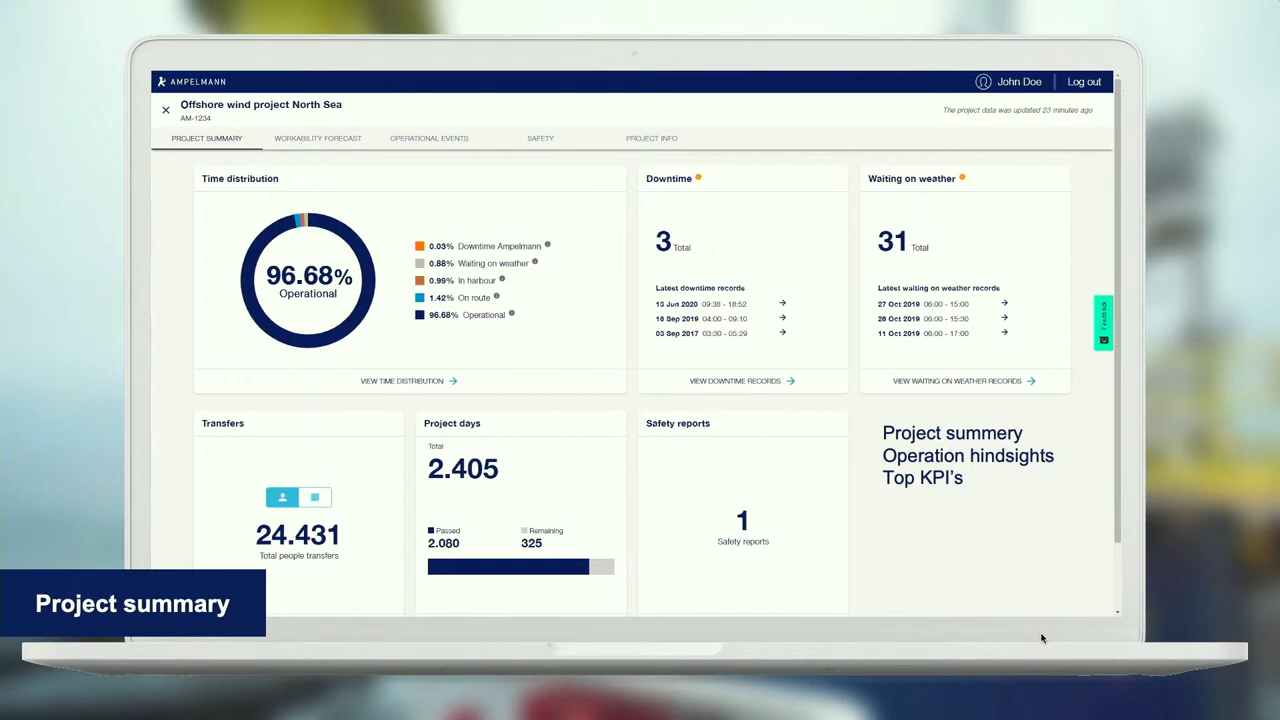 AMPELMANN
John Doe
Log out
Offshore wind project North Sea
AM-1234
The project data was updated 23 minutes ago
PROJECT SUMMARY
WORKABILITY FORECAST
OPERATIONAL EVENTS
SAFETY
PROJECT INFO
Time distribution
96.68%
Operational
0.03% Downtime Ampelmann
0.88% Waiting on weather
0.99% In harbour
1.42% On route
96.68% Operational
VIEW TIME DISTRIBUTION
Downtime
3 Total
Latest downtime records
13 Jun 2020 09:38 - 18:52
16 Sep 2019 04:00 - 09:10
03 Sep 2017 03:30 - 05:29
VIEW DOWNTIME RECORDS
Waiting on weather
31 Total
Latest waiting on weather records
27 Oct 2019 06:00 - 15:00
26 Oct 2019 06:00 - 15:30
11 Oct 2019 06:00 - 17:00
VIEW WAITING ON WEATHER RECORDS
Feedback
Transfers
24.431
Total people transfers
Project days
Total
2.405
Passed
2.080
Remaining
325
Safety reports
1
Safety reports
Project summery
Operation hindsights
Top KPI's
Project summary